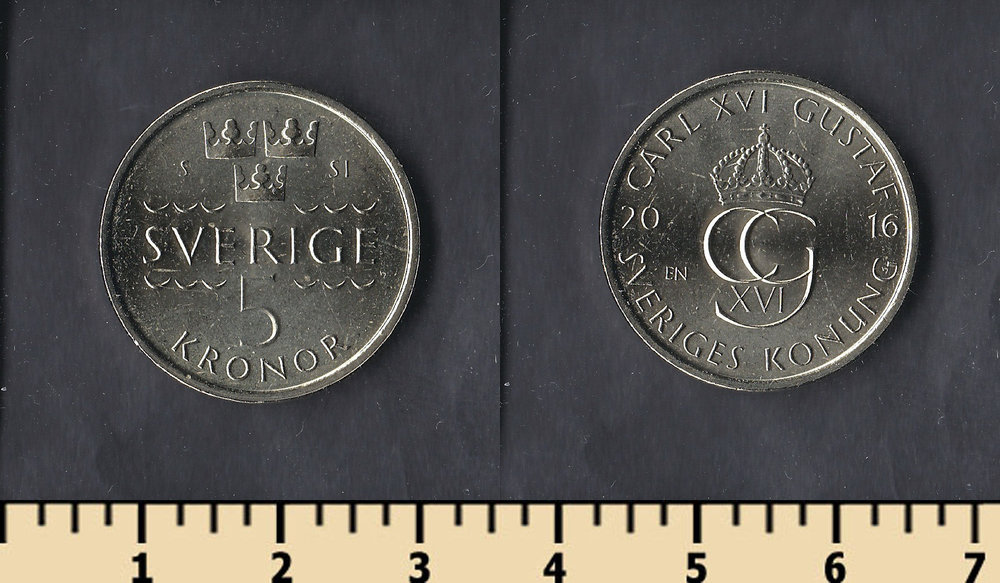 S SI
SVERIGE
5
KRONOR
CARL XVI GUSTAF
20 16
EN
CG
XVI
SVERIGES KONUNG
1 2 3 4 5 6 7